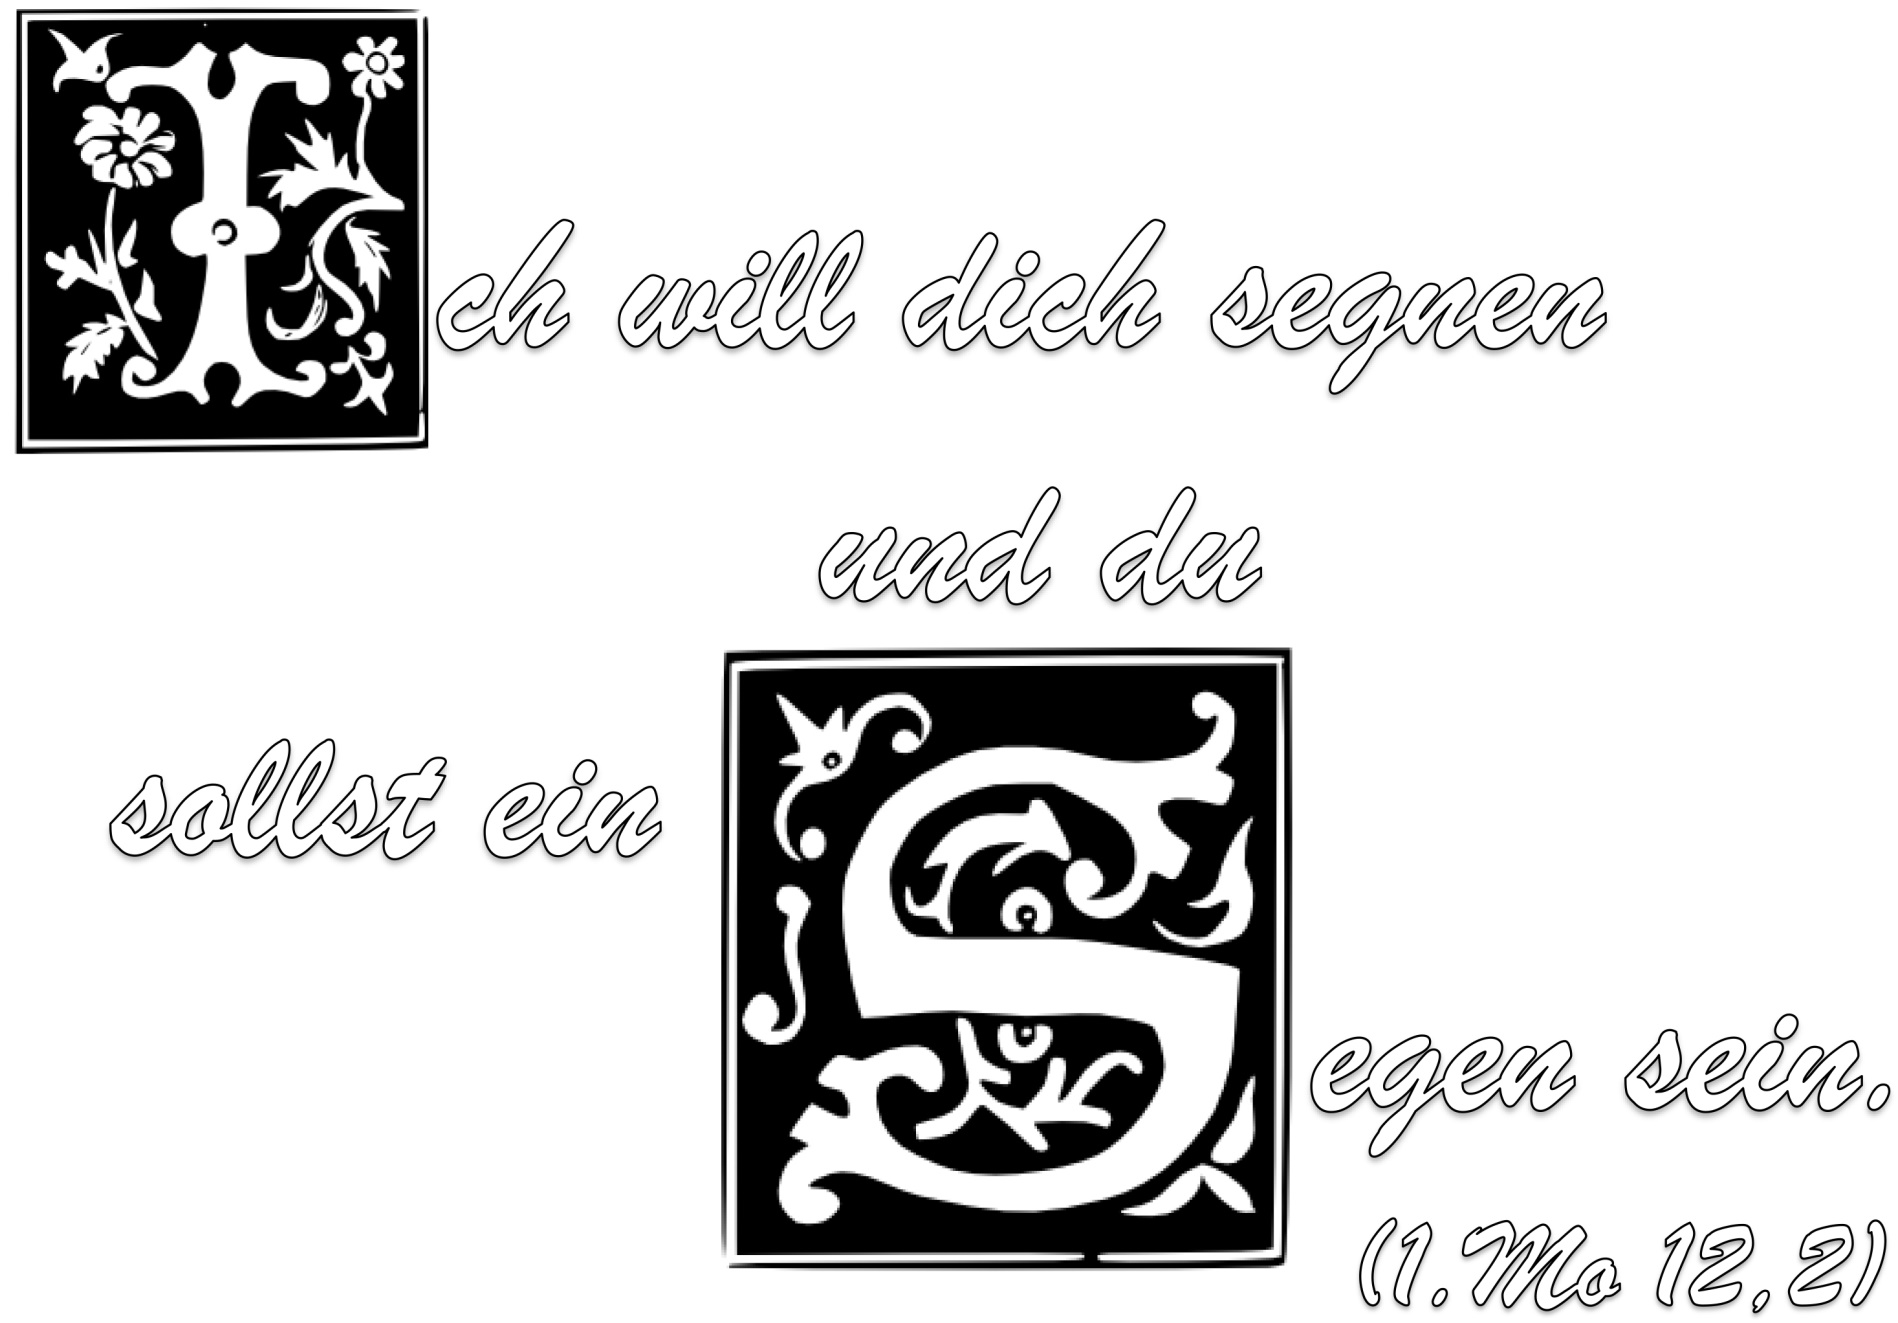 Ich will dich segnen
und du
sollst ein Segen sein.
(1.Mo 12,2)